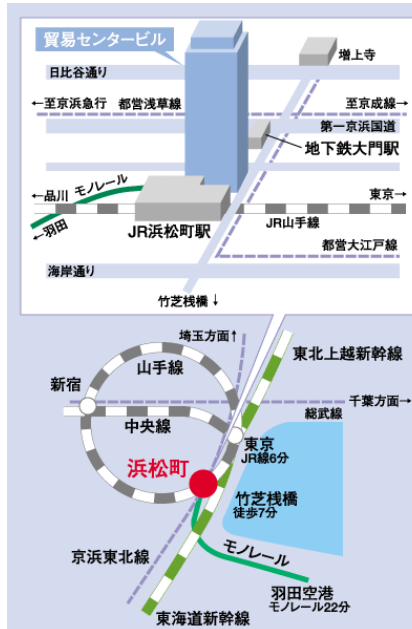 貿易センタービル
増上寺
日比谷通り
←至京浜急行
都営浅草線
至京成線→
第一京浜国道
地下鉄大門駅
←品川
モノレール
東京→
←羽田
JR浜松町駅
JR山手線
都営大江戸線
海岸通り
竹芝桟橋↓
埼玉方面↑
東北上越新幹線
山手線
新宿
千葉方面→
中央線
総武線
東京
JR線6分
浜松町
竹芝桟橋
徒歩7分
京浜東北線
モノレール
羽田空港
モノレール22分
東海道新幹線